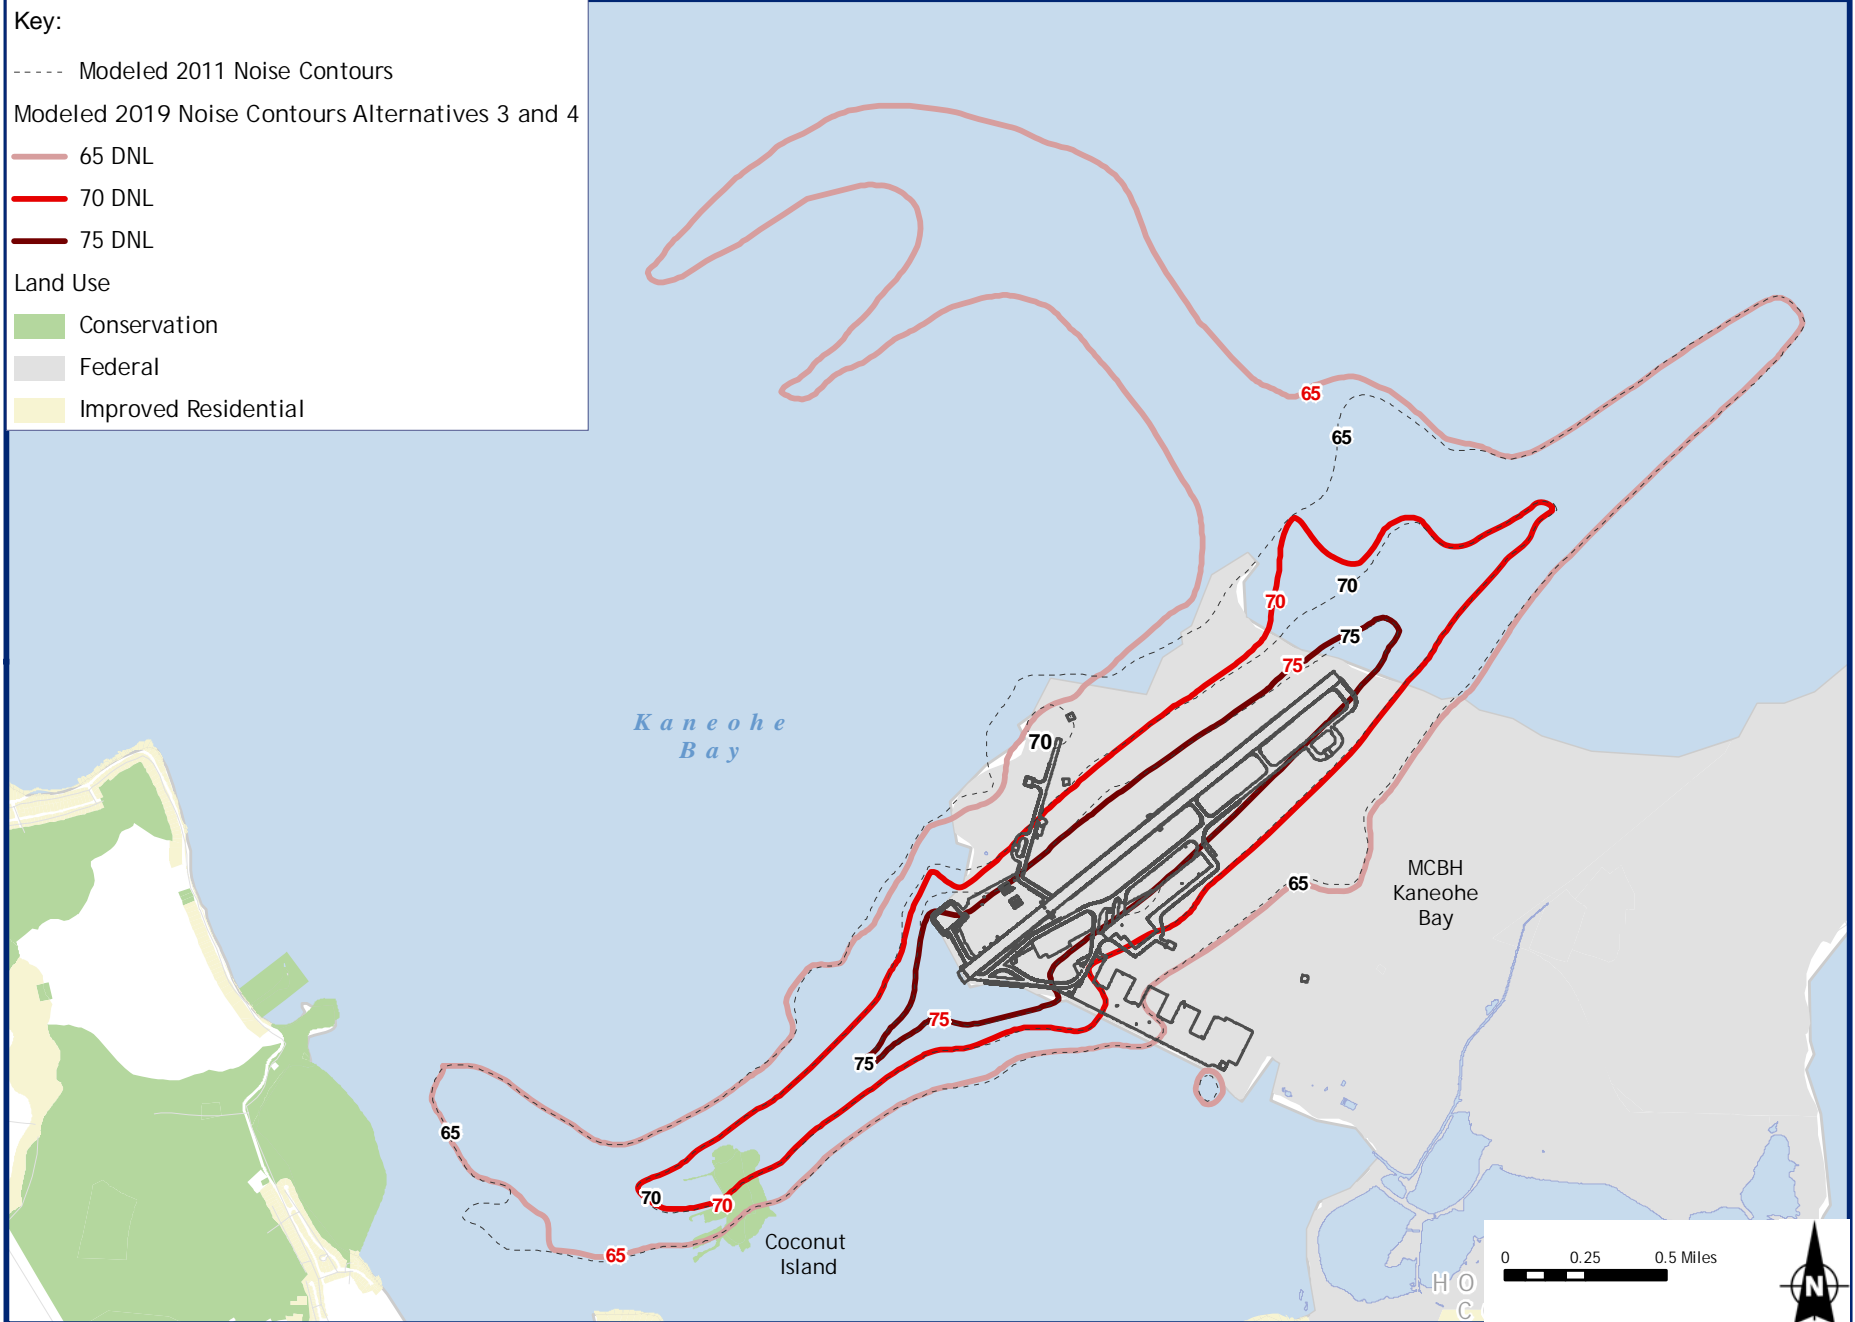 Key:
Modeled 2011 Noise Contours
Modeled 2019 Noise Contours Alternatives 3 and 4
65 DNL
70 DNL
75 DNL
Land Use
Conservation
Federal
Improved Residential
65
65
70
70
75
75
Kaneohe
Bay
70
MCBH
Kaneohe
Bay
65
75
75
65
70
70
65
Coconut
Island
0 0.25 0.5 Miles
HO
C
N